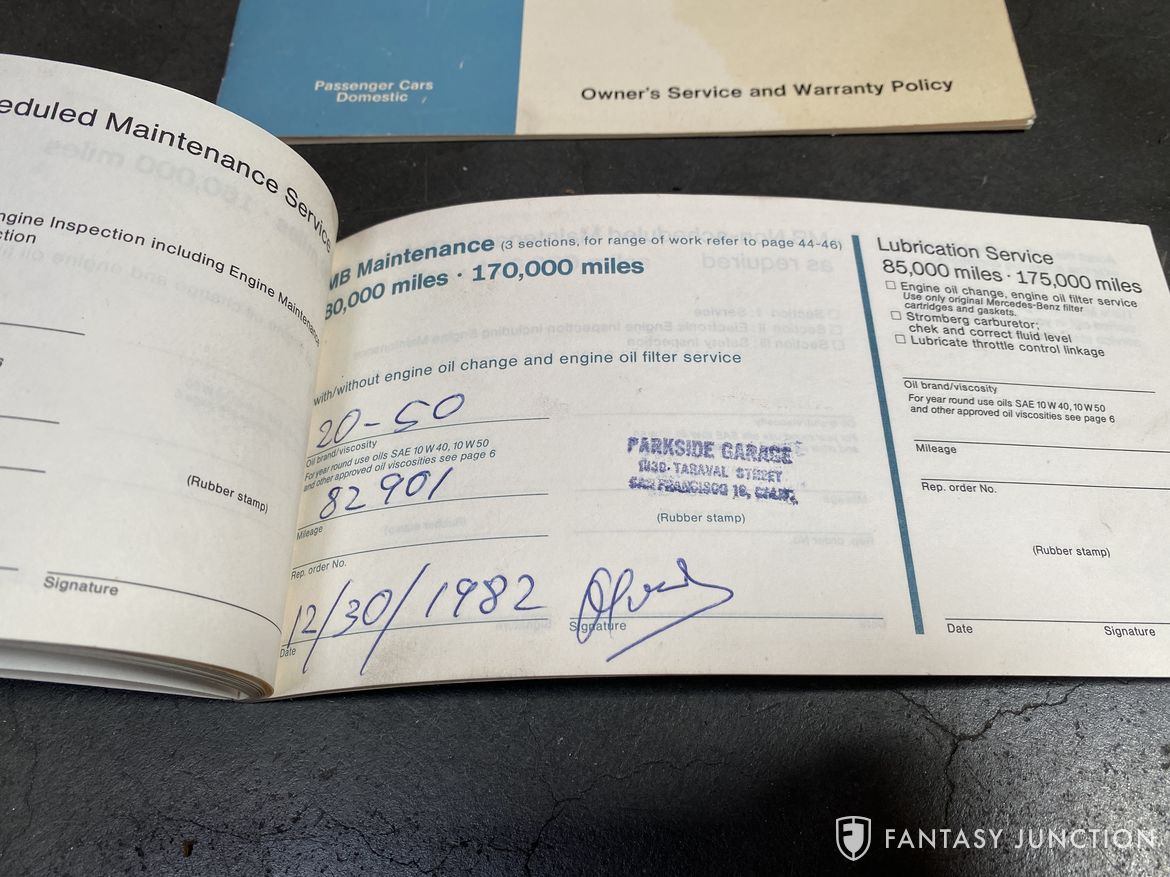 Passenger Cars
Domestic
Owner's Service and Warranty Policy
eduled Maintenance Service
ngine Inspection including Engine Maintenance
ction
(Rubber stamp)
Signature
MB Maintenance (3 sections, for range of work refer to page 44-46)
80,000 miles · 170,000 miles
with/without engine oil change and engine oil filter service
20-50
Oil brand/viscosity
For year round use oils SAE 10 W 40, 10 W 50
and other approved oil viscosities see page 6
82901
Mileage
Rep. order No.
PARKSIDE GARAGE
TARAVAL STREET
SAN FRANCISCO 16, CALIF.
(Rubber stamp)
12/30/1982
Date
Signature
Lubrication Service
85,000 miles · 175,000 miles
Engine oil change, engine oil filter service
Use only original Mercedes-Benz filter
cartridges and gaskets.
Stromberg carburetor:
chek and correct fluid level
Lubricate throttle control linkage
Oil brand/viscosity
For year round use oils SAE 10 W 40, 10 W 50
and other approved oil viscosities see page 6
Mileage
Rep. order No.
(Rubber stamp)
Date
Signature
FANTASY JUNCTION